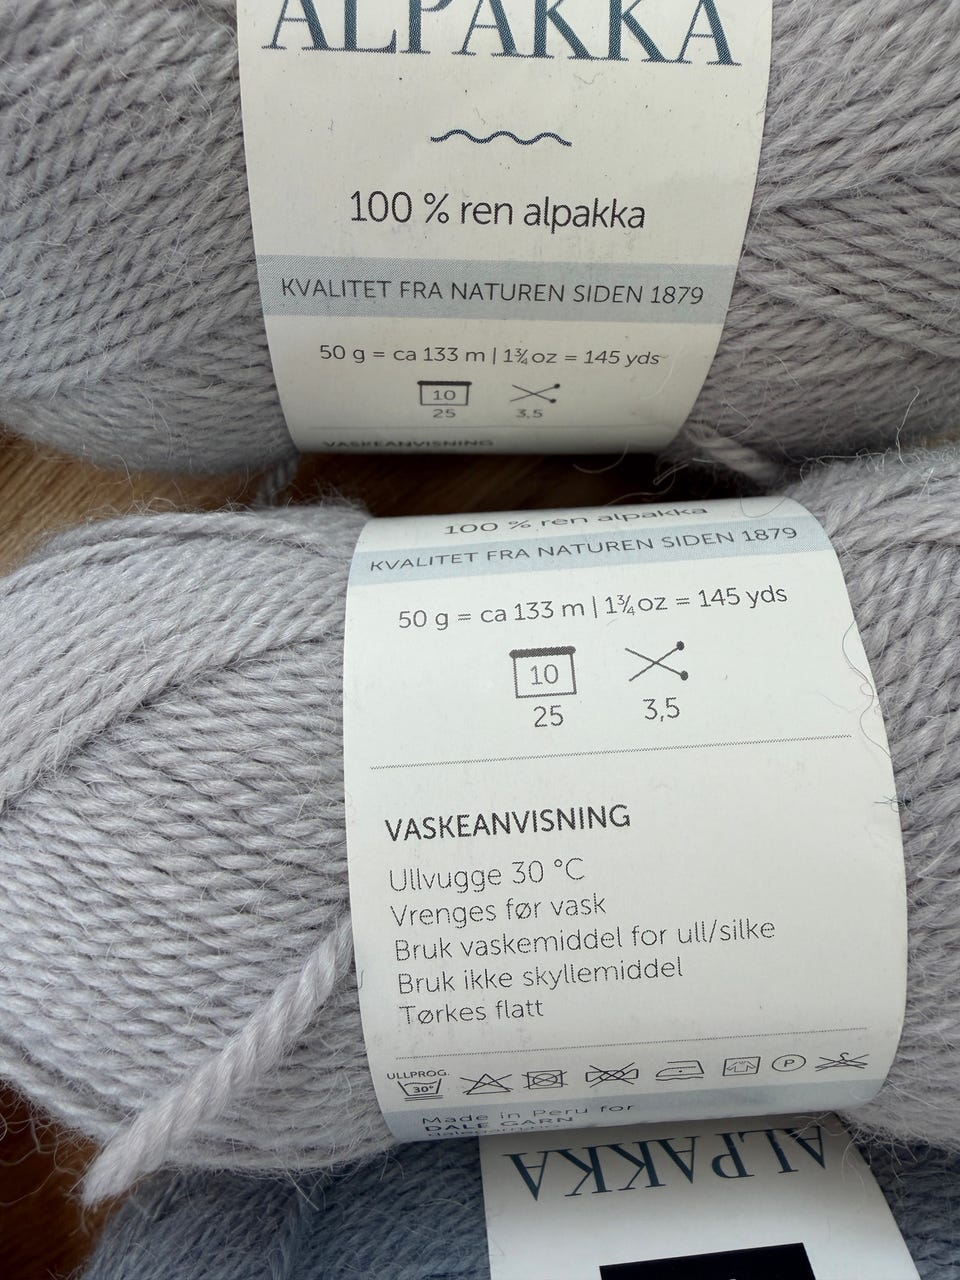 ALPAKKA
100 % ren alpakka
KVALITET FRA NATUREN SIDEN 1879
50 g = ca 133 m | 1¾ oz = 145 yds
10
25
3,5
VASKEANVISNING
100 % ren alpakka
KVALITET FRA NATUREN SIDEN 1879
50 g = ca 133 m | 1¾ oz = 145 yds
10
25
3,5
VASKEANVISNING
Ullvugge 30 °C
Vrenges før vask
Bruk vaskemiddel for ull/silke
Bruk ikke skyllemiddel
Tørkes flatt
ULLPROG.
30°
P
Made in Peru for
DALE GARN
ALPAKKA